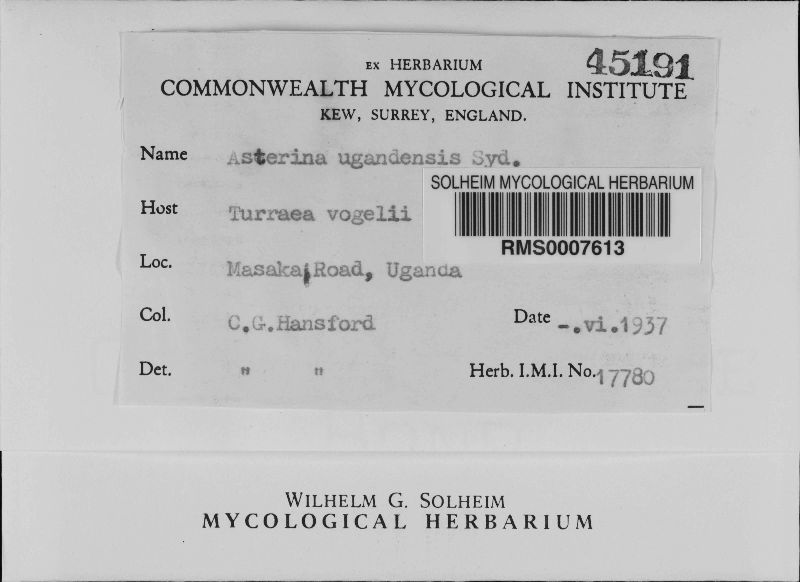 45191
EX HERBARIUM
COMMONWEALTH MYCOLOGICAL INSTITUTE
KEW, SURREY, ENGLAND.
Name Asterina ugandensis Syd.
SOLHEIM MYCOLOGICAL HERBARIUM
RMS0007613
Host Turraea vogelii
Loc. Masaka Road, Uganda
Col. C.G.Hansford Date -.vi.1937
Det. " " Herb. I.M.I. No. 17780
WILHELM G. SOLHEIM
MYCOLOGICAL HERBARIUM